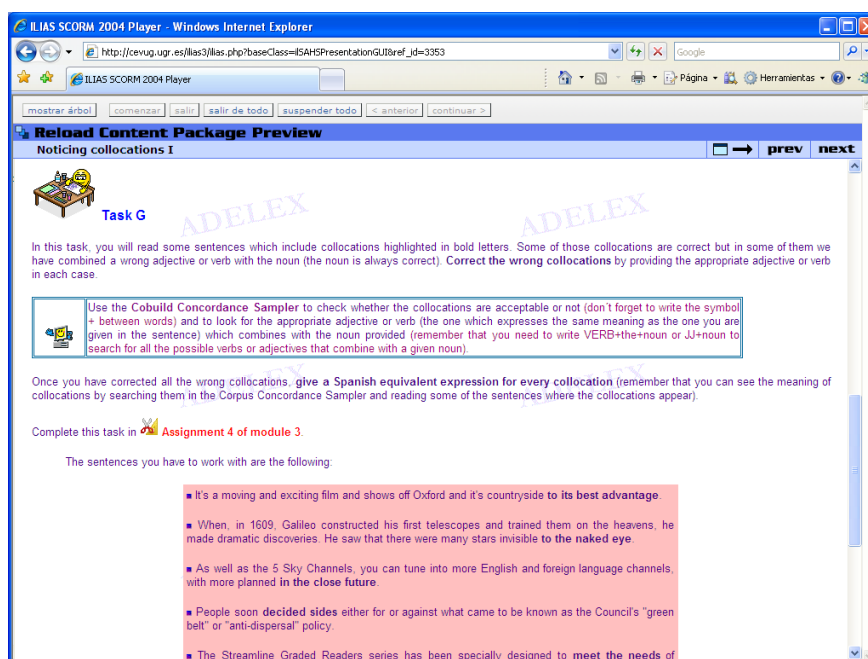 ILIAS SCORM 2004 Player - Windows Internet Explorer
http://cevug.ugr.es/ilias3/ilias.php?baseClass=ilSAHSPresentationGUI&ref_id=3353
Google
ILIAS SCORM 2004 Player
Página
Herramientas
mostrar árbol comenzar salir salir de todo suspender todo < anterior continuar >
Reload Content Package Preview
Noticing collocations I
prev next
ADELEX ADELEX
Task G
In this task, you will read some sentences which include collocations highlighted in bold letters. Some of those collocations are correct but in some of them we
have combined a wrong adjective or verb with the noun (the noun is always correct). Correct the wrong collocations by providing the appropriate adjective or verb
in each case.
Use the Cobuild Concordance Sampler to check whether the collocations are acceptable or not (don´t forget to write the symbol
+ between words) and to look for the appropriate adjective or verb (the one which expresses the same meaning as the one you are
given in the sentence) which combines with the noun provided (remember that you need to write VERB+the+noun or JJ+noun to
search for all the possible verbs or adjectives that combine with a given noun).
ADELEX ADELEX
Once you have corrected all the wrong collocations, give a Spanish equivalent expression for every collocation (remember that you can see the meaning of
collocations by searching them in the Corpus Concordance Sampler and reading some of the sentences where the collocations appear).
Complete this task in Assignment 4 of module 3.
The sentences you have to work with are the following:
It's a moving and exciting film and shows off Oxford and it's countryside to its best advantage.
When, in 1609, Galileo constructed his first telescopes and trained them on the heavens, he
made dramatic discoveries. He saw that there were many stars invisible to the naked eye.
As well as the 5 Sky Channels, you can tune into more English and foreign language channels,
with more planned in the close future.
People soon decided sides either for or against what came to be known as the Council's "green
belt" or "anti-dispersal" policy.
The Streamline Graded Readers series has been specially designed to meet the needs of